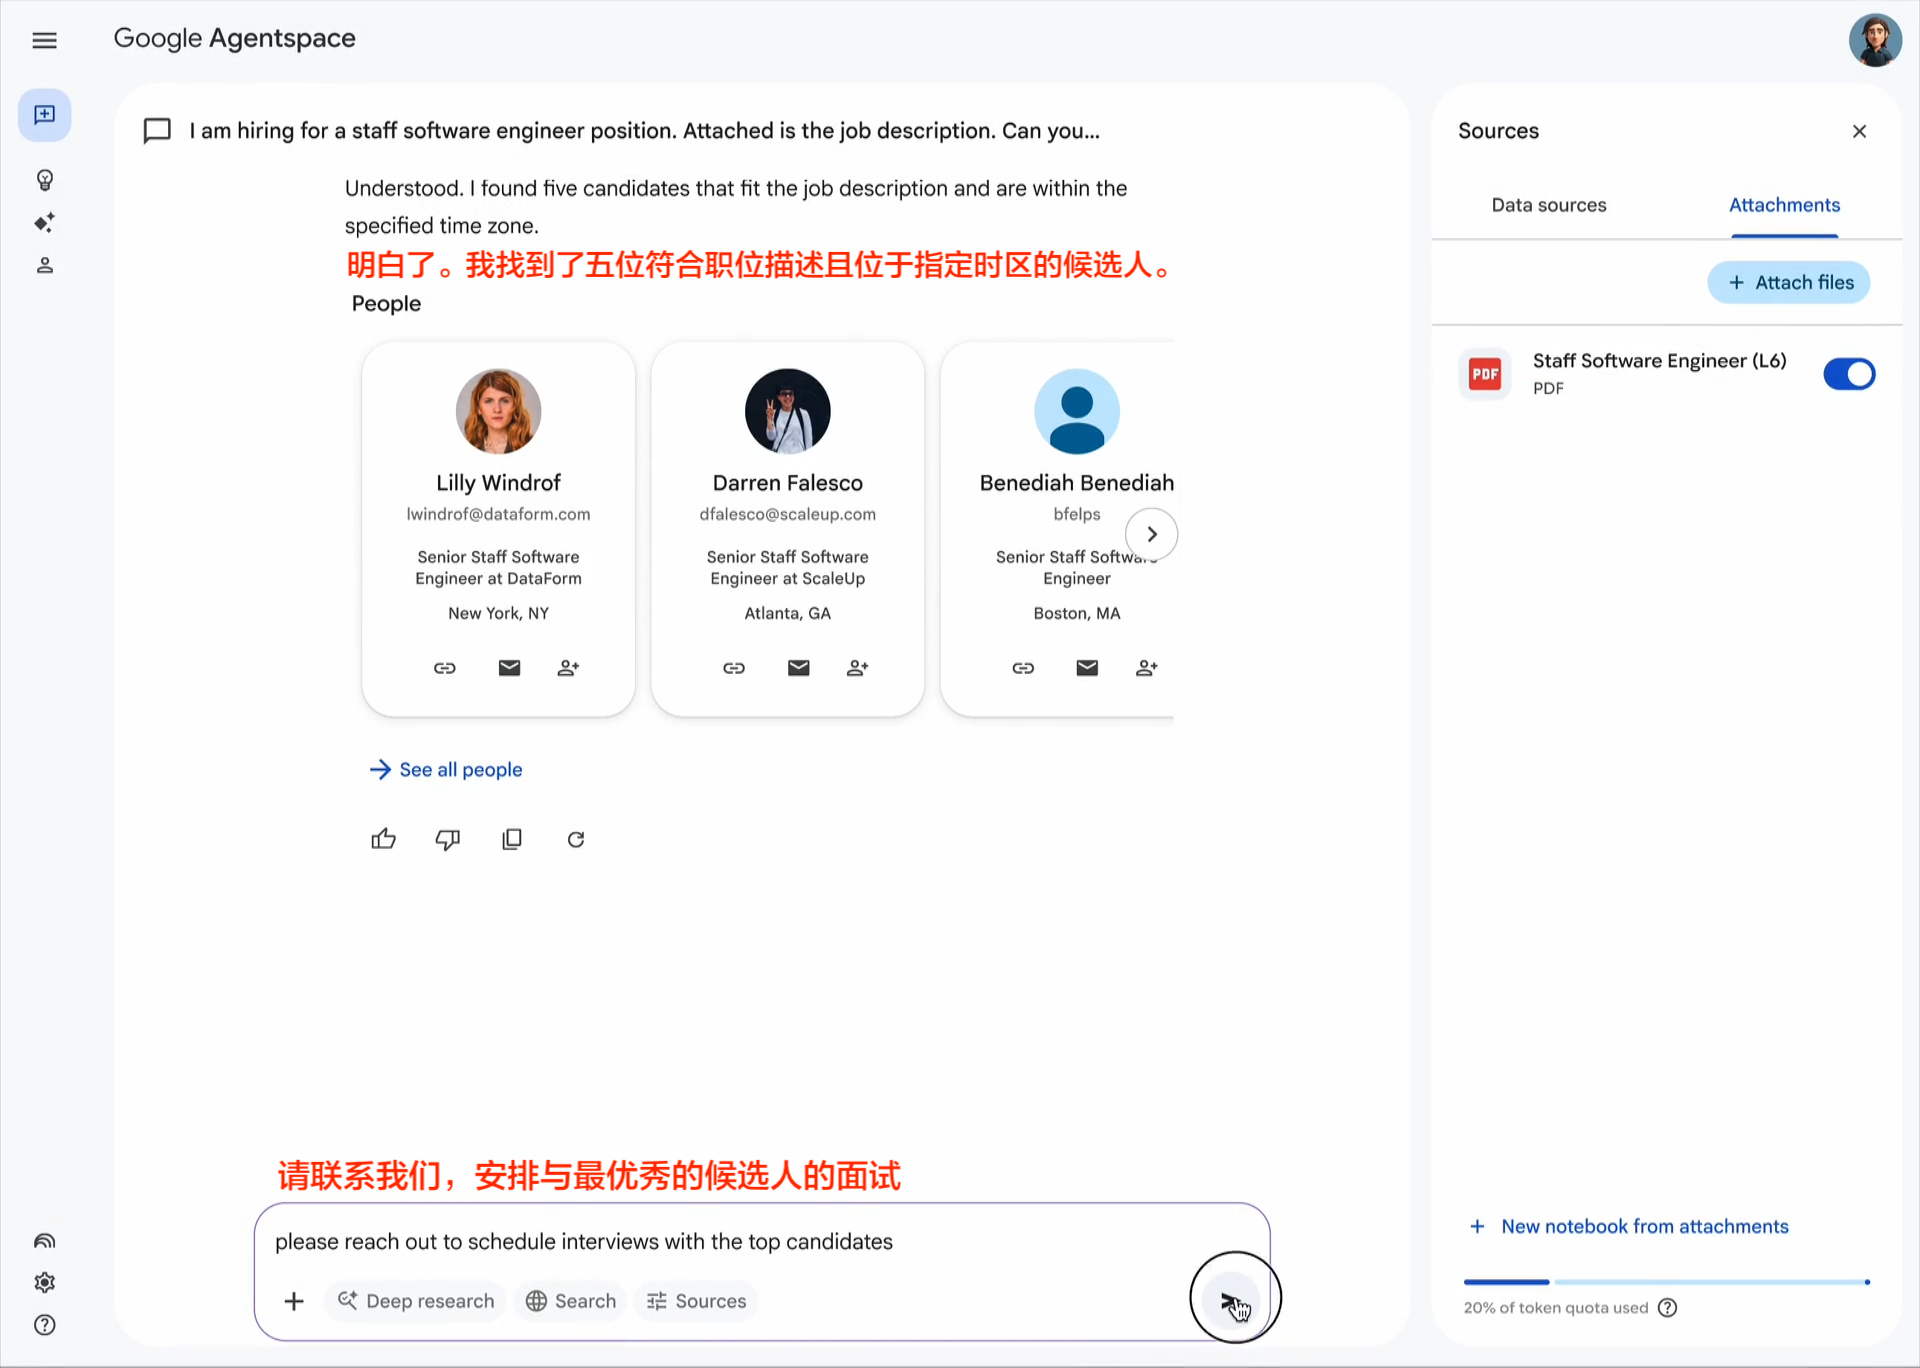 Google Agentspace
I am hiring for a staff software engineer position. Attached is the job description. Can you...
Understood. I found five candidates that fit the job description and are within the
specified time zone.
明白了。我找到了五位符合职位描述且位于指定时区的候选人。
People
Lilly Windrof
lwindrof@dataform.com
Senior Staff Software
Engineer at DataForm
New York, NY
Darren Falesco
dfalesco@scaleup.com
Senior Staff Software
Engineer at ScaleUp
Atlanta, GA
Benediah Benediah
bfelps
Senior Staff
Engineer
Boston, MA
See all people
请联系我们，安排与最优秀的候选人的面试
please reach out to schedule interviews with the top candidates
Deep research
Search
Sources
Sources
Data sources
Attachments
+ Attach files
PDF
Staff Software Engineer (L6)
PDF
+ New notebook from attachments
20% of token quota used